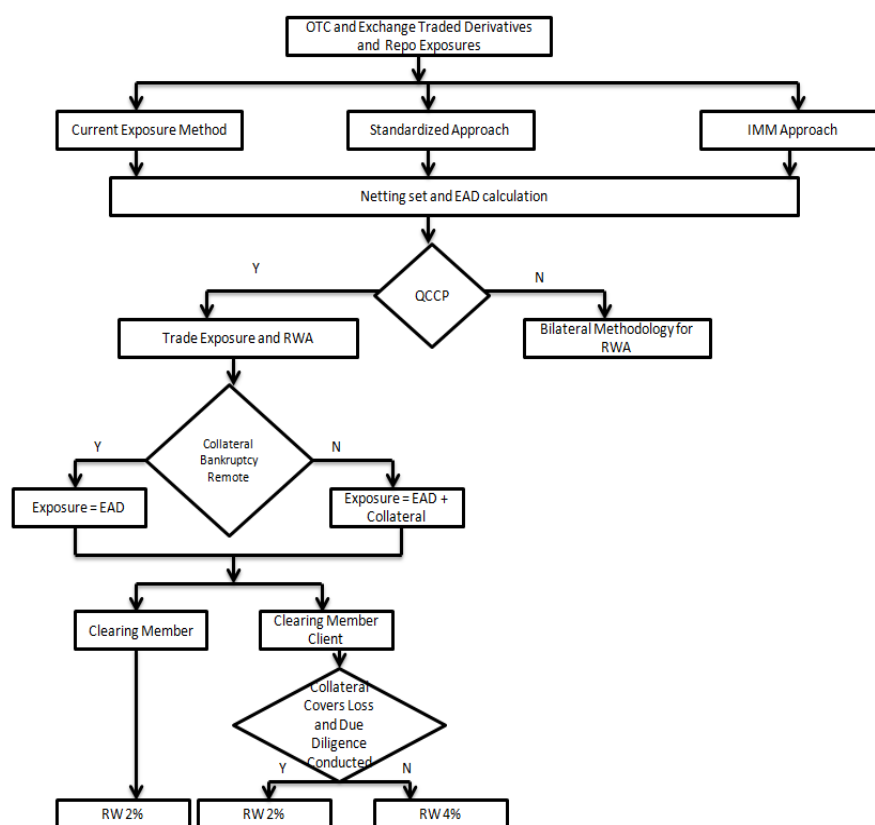 OTC and Exchange Traded Derivatives
and Repo Exposures
Current Exposure Method
Standardized Approach
IMM Approach
Netting set and EAD calculation
Y
N
QCCP
Trade Exposure and RWA
Bilateral Methodology for
RWA
Y
N
Collateral
Bankruptcy
Remote
Exposure = EAD
Exposure = EAD +
Collateral
Clearing Member
Clearing Member
Client
Collateral
Covers Loss
and Due
Diligence
Conducted
Y
N
RW 2%
RW 2%
RW 4%